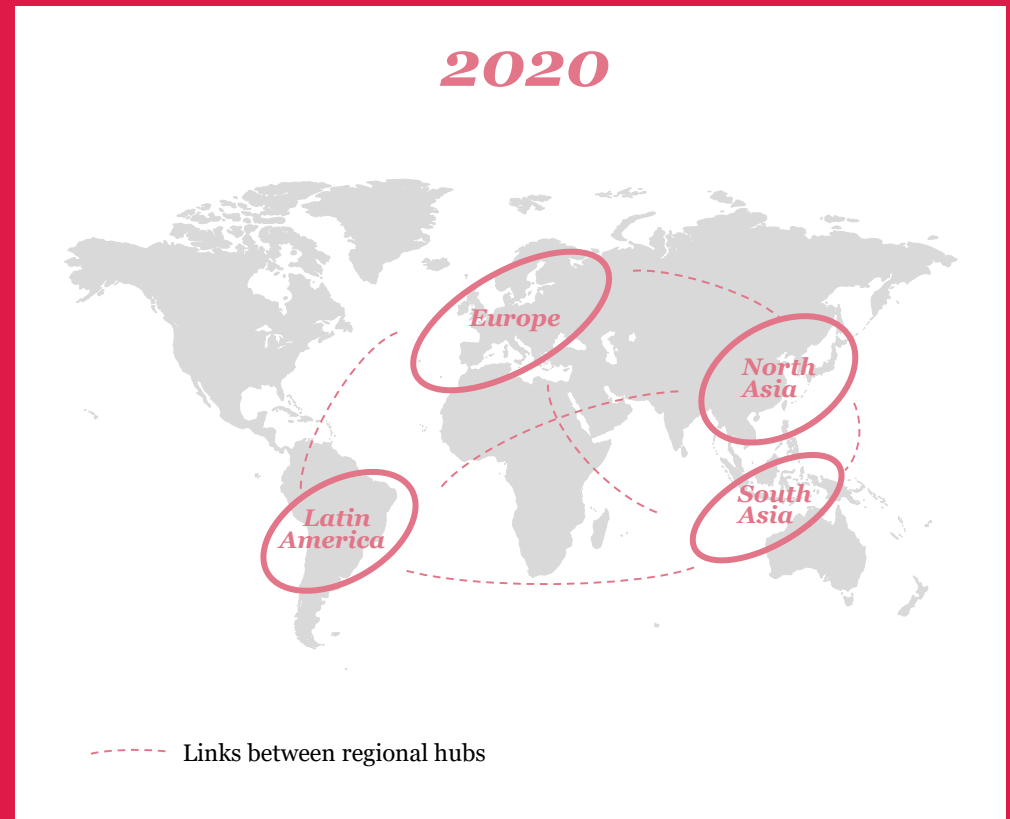 2020
Europe
North
Asia
South
Asia
Latin
America
Links between regional hubs